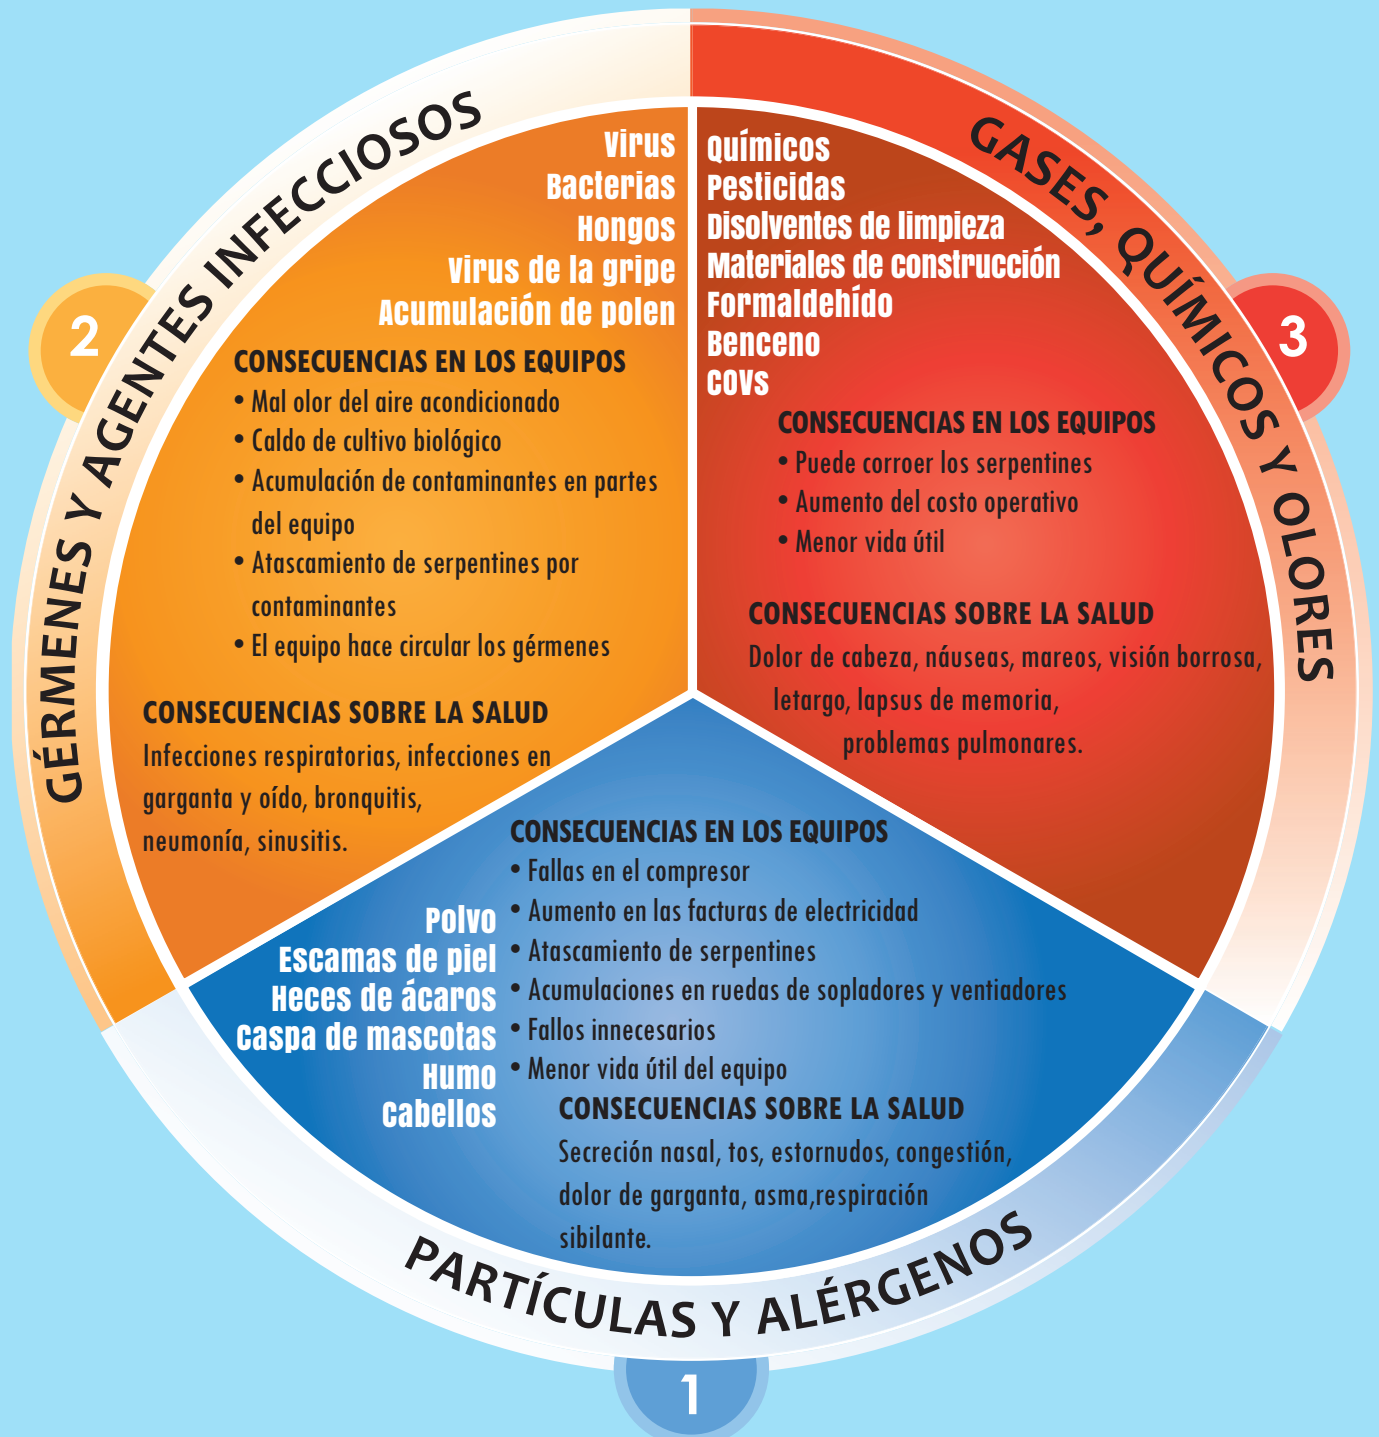 GÉRMENES Y AGENTES INFECCIOSOS
2
Virus
Bacterias
Hongos
Virus de la gripe
Acumulación de polen
CONSECUENCIAS EN LOS EQUIPOS
• Mal olor del aire acondicionado
• Caldo de cultivo biológico
• Acumulación de contaminantes en partes
del equipo
• Atascamiento de serpentines por
contaminantes
• El equipo hace circular los gérmenes
CONSECUENCIAS SOBRE LA SALUD
Infecciones respiratorias, infecciones en
garganta y oído, bronquitis,
neumonía, sinusitis.
GASES, QUÍMICOS Y OLORES
3
Químicos
Pesticidas
Disolventes de limpieza
Materiales de construcción
Formaldehído
Benceno
COVs
CONSECUENCIAS EN LOS EQUIPOS
• Puede corroer los serpentines
• Aumento del costo operativo
• Menor vida útil
CONSECUENCIAS SOBRE LA SALUD
Dolor de cabeza, náuseas, mareos, visión borrosa,
letargo, lapsus de memoria,
problemas pulmonares.
Polvo
Escamas de piel
Heces de ácaros
Caspa de mascotas
Humo
Cabellos
CONSECUENCIAS EN LOS EQUIPOS
• Fallas en el compresor
• Aumento en las facturas de electricidad
• Atascamiento de serpentines
• Acumulaciones en ruedas de sopladores y ventiadores
• Fallos innecesarios
• Menor vida útil del equipo
CONSECUENCIAS SOBRE LA SALUD
Secreción nasal, tos, estornudos, congestión,
dolor de garganta, asma,respiración
sibilante.
PARTÍCULAS Y ALÉRGENOS
1